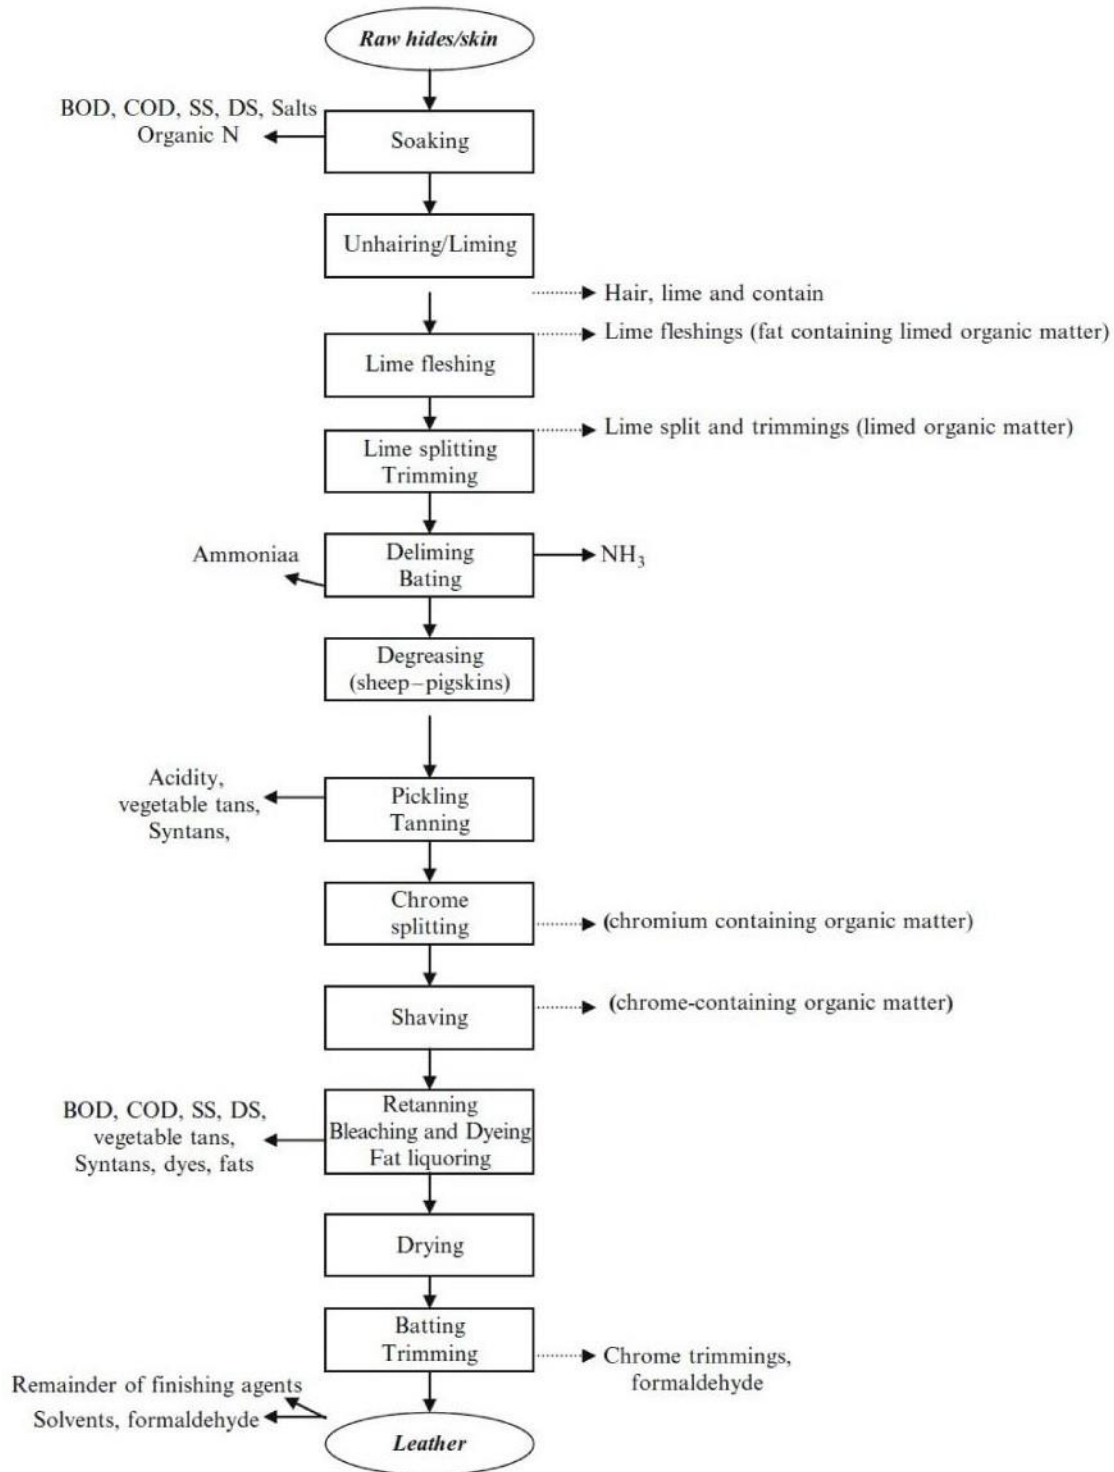 Raw hides/skin
BOD, COD, SS, DS, Salts
Organic N
Soaking
Unhairing/Liming
Hair, lime and contain
Lime fleshings (fat containing limed organic matter)
Lime fleshing
Lime split and trimmings (limed organic matter)
Lime splitting
Trimming
Ammoniaa
Deliming
Bating
NH3
Degreasing
(sheep–pigskins)
Acidity,
vegetable tans,
Syntans,
Pickling
Tanning
Chrome
splitting
(chromium containing organic matter)
Shaving
(chrome-containing organic matter)
BOD, COD, SS, DS,
vegetable tans,
Syntans, dyes, fats
Retanning
Bleaching and Dyeing
Fat liquoring
Drying
Batting
Trimming
Chrome trimmings,
formaldehyde
Remainder of finishing agents
Solvents, formaldehyde
Leather